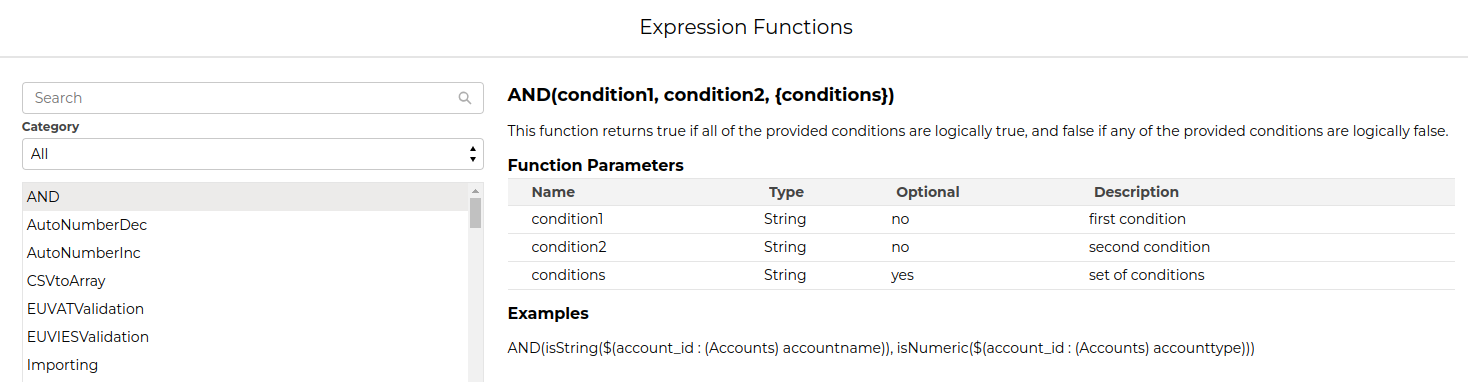 Expression Functions
Search
Category
All
AND
AutoNumberDec
AutoNumberInc
CSVtoArray
EUVATValidation
EUVIESValidation
Importing
AND(condition1, condition2, {conditions})
This function returns true if all of the provided conditions are logically true, and false if any of the provided conditions are logically false.
Function Parameters
Name Type Optional Description
condition1 String no first condition
condition2 String no second condition
conditions String yes set of conditions
Examples
AND(isString($(account_id : (Accounts) accountname)), isNumeric($(account_id : (Accounts) accounttype)))